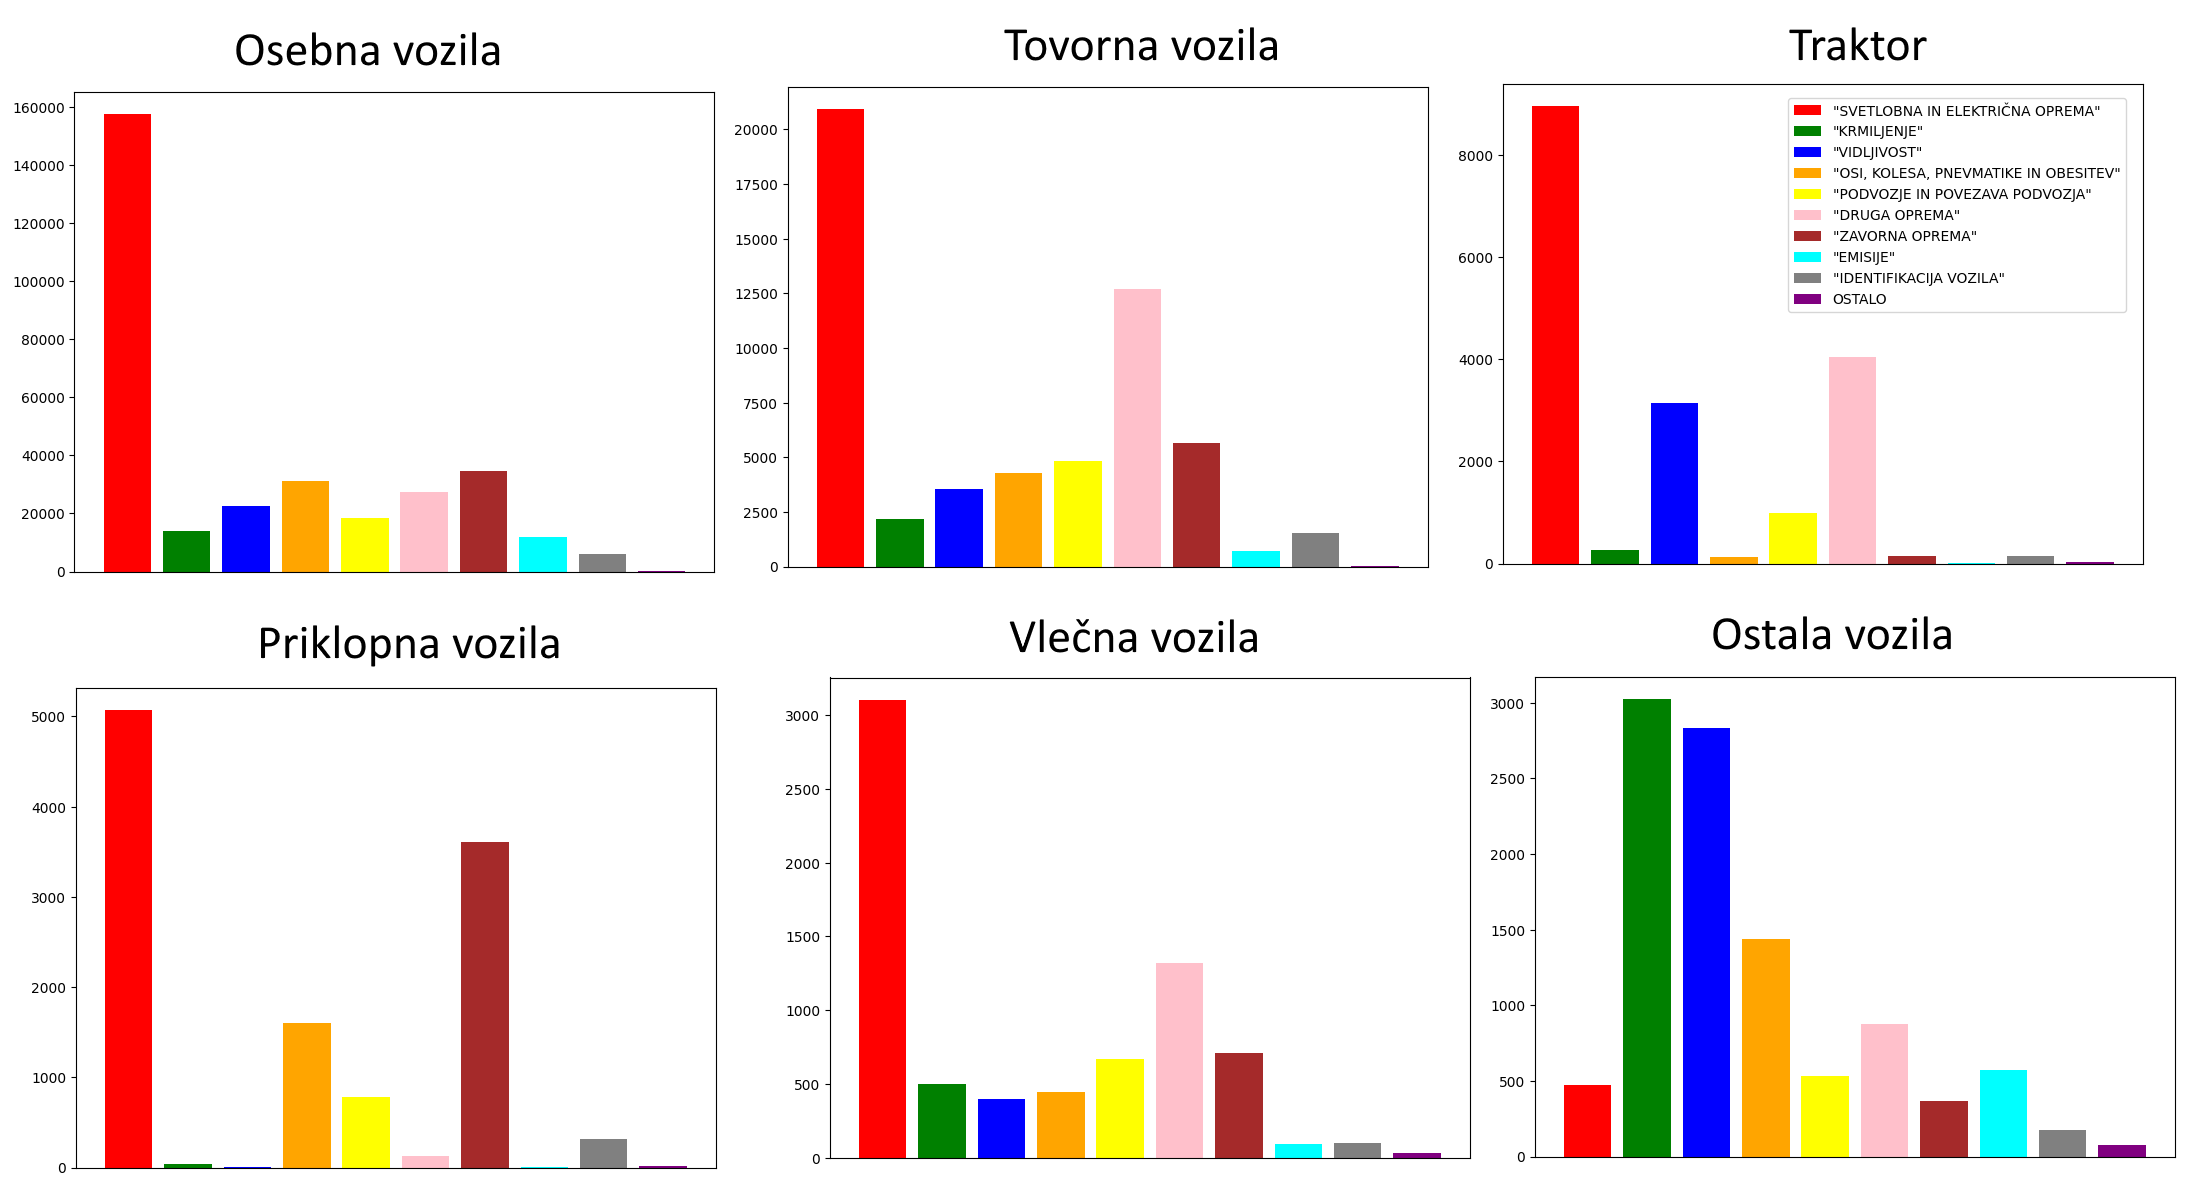 Osebna vozila
160000
140000
120000
100000
80000
60000
40000
20000
0
Tovorna vozila
20000
17500
15000
12500
10000
7500
5000
2500
0
Traktor
8000
6000
4000
2000
0
"SVETLOBNA IN ELEKTRIČNA OPREMA"
"KRMILJENJE"
"VIDLJIVOST"
"OSI, KOLESA, PNEVMATIKE IN OBESITEV"
"PODVOZJE IN POVEZAVA PODVOZJA"
"DRUGA OPREMA"
"ZAVORNA OPREMA"
"EMISIJE"
"IDENTIFIKACIJA VOZILA"
OSTALO
Priklopna vozila
5000
4000
3000
2000
1000
0
Vlečna vozila
3000
2500
2000
1500
1000
500
0
Ostala vozila
3000
2500
2000
1500
1000
500
0